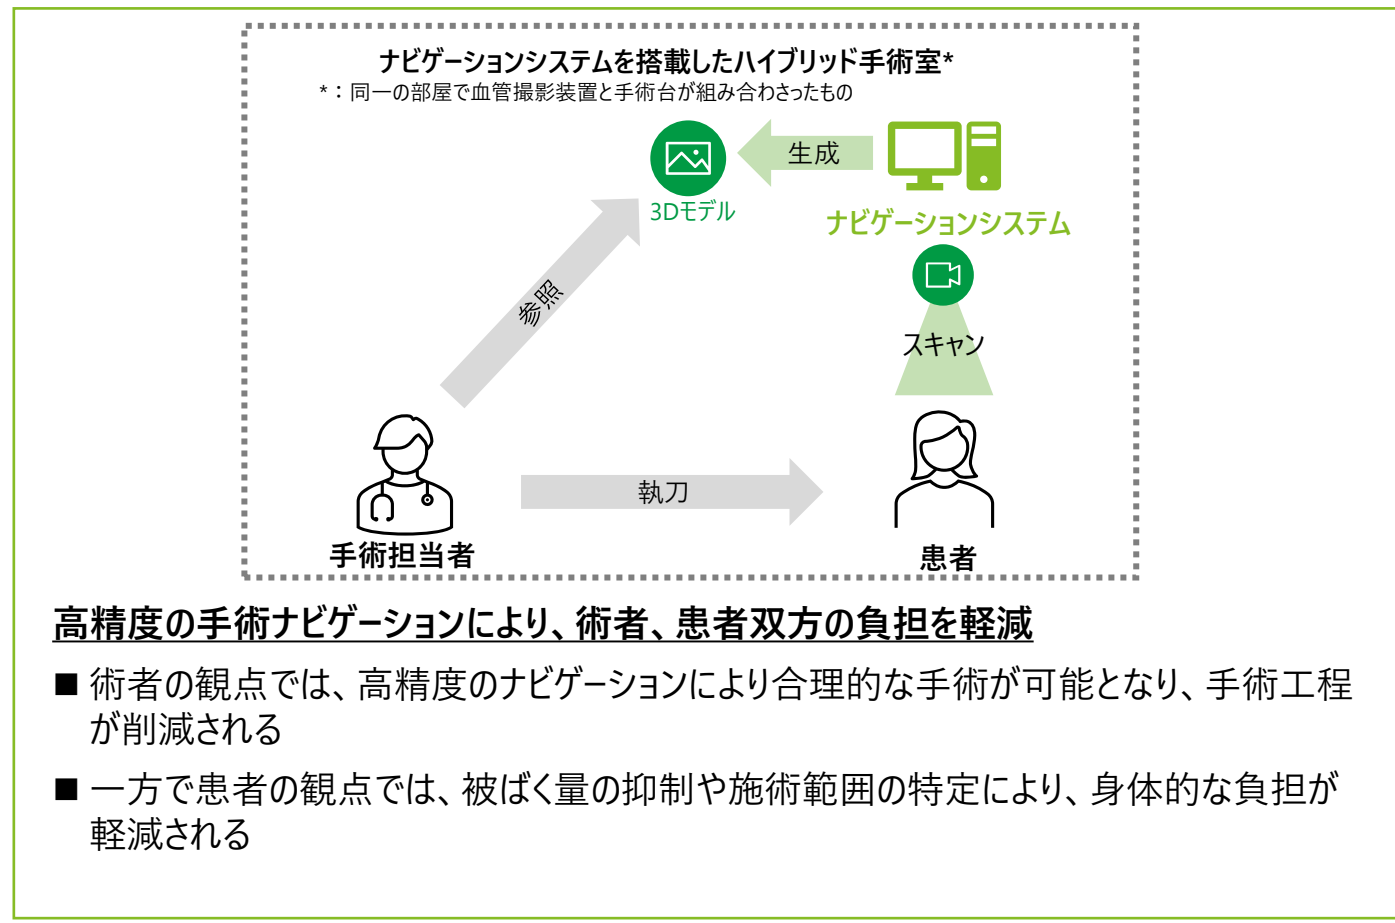 ナビゲーションシステムを搭載したハイブリッド手術室*
*：同一の部屋で血管撮影装置と手術台が組み合わさったもの
生成
3Dモデル
ナビゲーションシステム
参照
スキャン
執刀
手術担当者
患者
高精度の手術ナビゲーションにより、術者、患者双方の負担を軽減
■ 術者の観点では、高精度のナビゲーションにより合理的な手術が可能となり、手術工程
が削減される
■ 一方で患者の観点では、被ばく量の抑制や施術範囲の特定により、身体的な負担が
軽減される